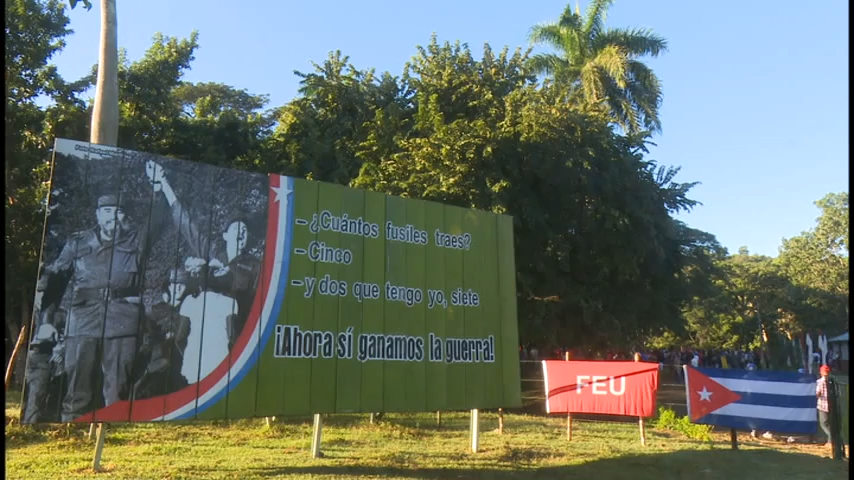 – ¿Cuántos fusiles traes?
– Cinco
– y dos que tengo yo, siete
¡Ahora sí ganamos la guerra!
FEU